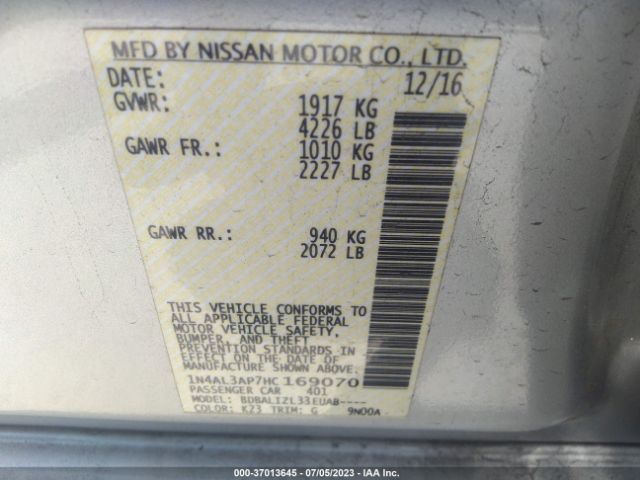 MFD BY NISSAN MOTOR CO., LTD.
DATE: 12/16
GVWR: 1917 KG
4226 LB
GAWR FR.: 1010 KG
2227 LB
GAWR RR.: 940 KG
2072 LB
THIS VEHICLE CONFORMS TO
ALL APPLICABLE FEDERAL
MOTOR VEHICLE SAFETY,
BUMPER, AND THEFT
PREVENTION STANDARDS IN
EFFECT ON THE DATE OF
MANUFACTURE SHOWN ABOVE.
1N4AL3AP7HC169070
PASSENGER CAR 401
MODEL: BDBALIZL33EUAB----
COLOR: KZ3 TRIM: G 9N00A
000-37013645 - 07/05/2023 - IAA